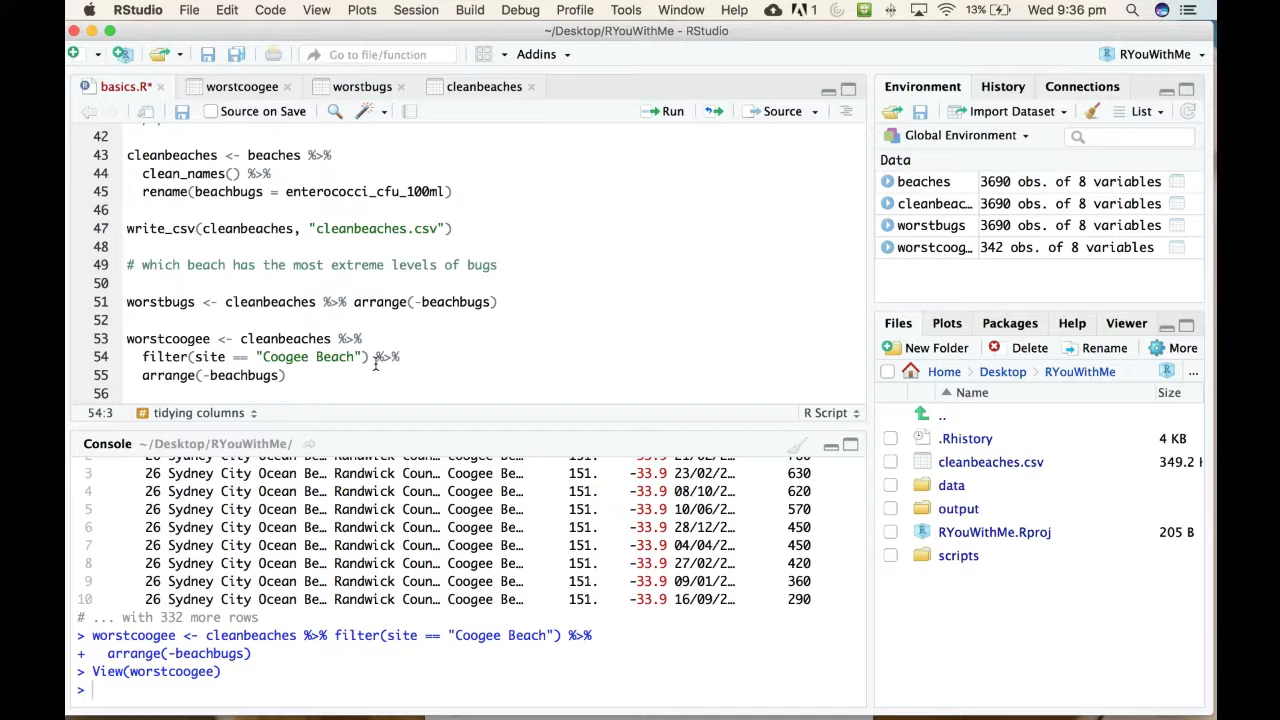 RStudio File Edit Code View Plots Session Build Debug Profile Tools Window Help 1 13% Wed 9:36 pm
~/Desktop/RYouWithMe - RStudio
Go to file/function Addins RYouWithMe
basics.R* worstcoogee worstbugs cleanbeaches
Source on Save Run Source
42
43 cleanbeaches <- beaches %>%
44 clean_names() %>%
45 rename(beachbugs = enterococci_cfu_100ml)
46
47 write_csv(cleanbeaches, "cleanbeaches.csv")
48
49 # which beach has the most extreme levels of bugs
50
51 worstbugs <- cleanbeaches %>% arrange(-beachbugs)
52
53 worstcoogee <- cleanbeaches %>%
54 filter(site == "Coogee Beach") %>%
55 arrange(-beachbugs)
56
54:3 # tidying columns R Script
Console ~/Desktop/RYouWithMe/
3 26 Sydney City Ocean Be… Randwick Coun… Coogee Be… 151. -33.9 23/02/2… 630
4 26 Sydney City Ocean Be… Randwick Coun… Coogee Be… 151. -33.9 08/10/2… 620
5 26 Sydney City Ocean Be… Randwick Coun… Coogee Be… 151. -33.9 10/06/2… 570
6 26 Sydney City Ocean Be… Randwick Coun… Coogee Be… 151. -33.9 28/12/2… 450
7 26 Sydney City Ocean Be… Randwick Coun… Coogee Be… 151. -33.9 04/04/2… 450
8 26 Sydney City Ocean Be… Randwick Coun… Coogee Be… 151. -33.9 27/02/2… 420
9 26 Sydney City Ocean Be… Randwick Coun… Coogee Be… 151. -33.9 09/01/2… 360
10 26 Sydney City Ocean Be… Randwick Coun… Coogee Be… 151. -33.9 16/09/2… 290
# ... with 332 more rows
> worstcoogee <- cleanbeaches %>% filter(site == "Coogee Beach") %>%
+ arrange(-beachbugs)
> View(worstcoogee)
>
Environment History Connections
Import Dataset List
Global Environment
Data
beaches 3690 obs. of 8 variables
cleanbeac… 3690 obs. of 8 variables
worstbugs 3690 obs. of 8 variables
worstcoog… 342 obs. of 8 variables
Files Plots Packages Help Viewer
New Folder Delete Rename More
Home Desktop RYouWithMe ...
Name Size
..
.Rhistory 4 KB
cleanbeaches.csv 349.2
data
output
RYouWithMe.Rproj 205 B
scripts